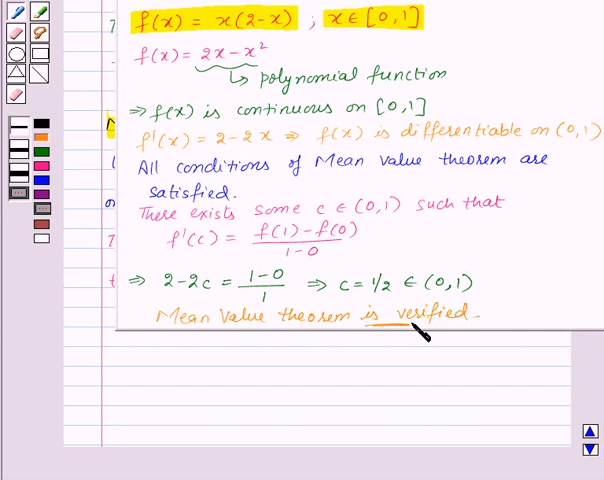 f(x) = x(2-x) ; x ∈ [0,1]
f(x) = 2x - x²
↳ polynomial function
⇒ f(x) is continuous on [0,1]
f'(x) = 2 - 2x ⇒ f(x) is differentiable on (0,1)
All conditions of Mean Value theorem are
satisfied.
There exists some c ∈ (0,1) such that
f'(c) = f(1) - f(0) / 1-0
⇒ 2-2c = 1-0 / 1 ⇒ c = 1/2 ∈ (0,1)
Mean Value theorem is verified.